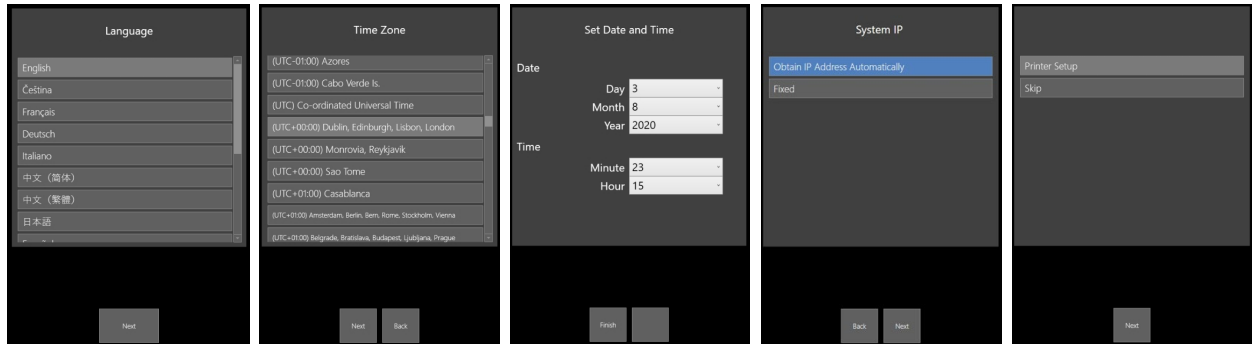 Language
English
Čeština
Français
Deutsch
Italiano
中文（简体）
中文（繁體）
日本語
Next
Time Zone
(UTC-01:00) Azores
(UTC-01:00) Cabo Verde Is.
(UTC) Co-ordinated Universal Time
(UTC+00:00) Dublin, Edinburgh, Lisbon, London
(UTC+00:00) Monrovia, Reykjavik
(UTC+00:00) Sao Tome
(UTC+01:00) Casablanca
(UTC+01:00) Amsterdam, Berlin, Bern, Rome, Stockholm, Vienna
(UTC+01:00) Belgrade, Bratislava, Budapest, Ljubljana, Prague
Next Back
Set Date and Time
Date
Day 3
Month 8
Year 2020
Time
Minute 23
Hour 15
Finish
System IP
Obtain IP Address Automatically
Fixed
Back Next
Printer Setup
Skip
Next